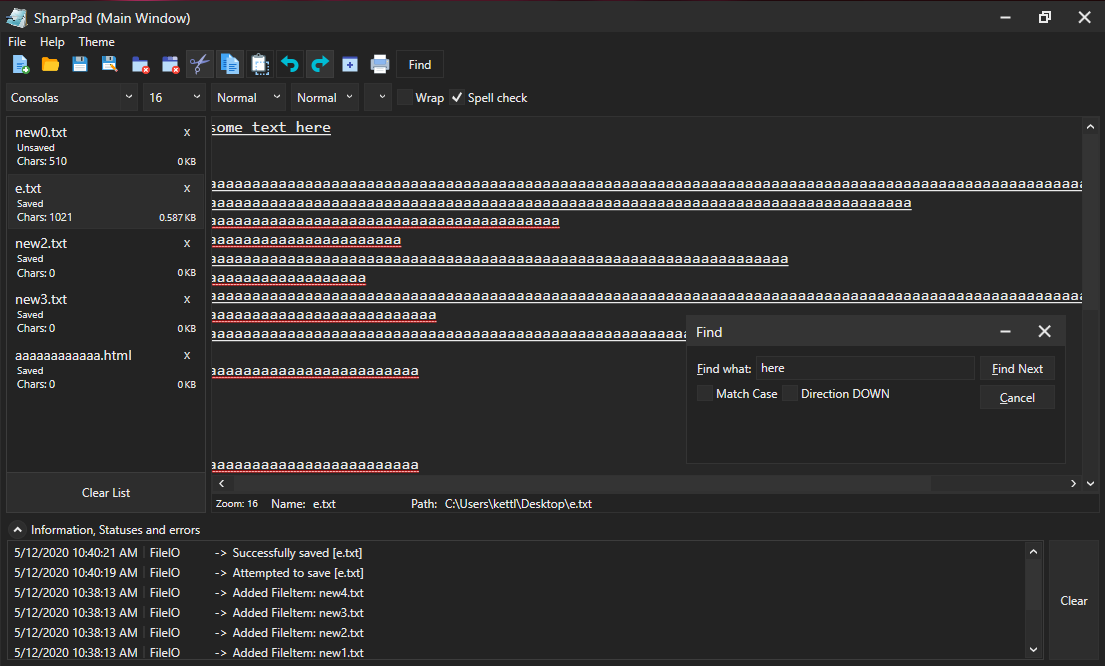 SharpPad (Main Window)
File Help Theme
Find
Consolas 16 Normal Normal Wrap Spell check
new0.txt X
Unsaved
Chars: 510 0 KB
e.txt X
Saved
Chars: 1021 0.587 KB
new2.txt X
Saved
Chars: 0 0 KB
new3.txt X
Saved
Chars: 0 0 KB
aaaaaaaaaaaa.html X
Saved
Chars: 0 0 KB
Clear List
some text here
aaaaaaaaaaaaaaaaaaaaaaaaaaaaaaaaaaaaaaaaaaaaaaaaaaaaaaaaaaaaaaaaaaaaaaaaaaaaaaaaaaaaaaaaaaaaaaaaaaa
aaaaaaaaaaaaaaaaaaaaaaaaaaaaaaaaaaaaaaaaaaaaaaaaaaaaaaaaaaaaaaaaaaaaaaaaaaaaaaaa
aaaaaaaaaaaaaaaaaaaaaaaaaaaaaaaaaaaaaaaa
aaaaaaaaaaaaaaaaaaaaaa
aaaaaaaaaaaaaaaaaaaaaaaaaaaaaaaaaaaaaaaaaaaaaaaaaaaaaaaaaaaaaaaaaa
aaaaaaaaaaaaaaaaaa
aaaaaaaaaaaaaaaaaaaaaaaaaaaaaaaaaaaaaaaaaaaaaaaaaaaaaaaaaaaaaaaaaaaaaaaaaaaaaaaaaaaaaaaaaaaaaaaaaaa
aaaaaaaaaaaaaaaaaaaaaaaaaa
aaaaaaaaaaaaaaaaaaaaaaaaaaaaaaaaaaaaaaaaaaaaaaaaaaaaaa
aaaaaaaaaaaaaaaaaaaaaaaa
aaaaaaaaaaaaaaaaaaaaaaaa
Find
Find what: here Find Next
Match Case Direction DOWN
Cancel
Zoom: 16 Name: e.txt Path: C:\Users\kettl\Desktop\e.txt
Information, Statuses and errors
5/12/2020 10:40:21 AM FileIO -> Successfully saved [e.txt]
5/12/2020 10:40:19 AM FileIO -> Attempted to save [e.txt]
5/12/2020 10:38:13 AM FileIO -> Added FileItem: new4.txt
5/12/2020 10:38:13 AM FileIO -> Added FileItem: new3.txt
5/12/2020 10:38:13 AM FileIO -> Added FileItem: new2.txt
5/12/2020 10:38:13 AM FileIO -> Added FileItem: new1.txt
Clear